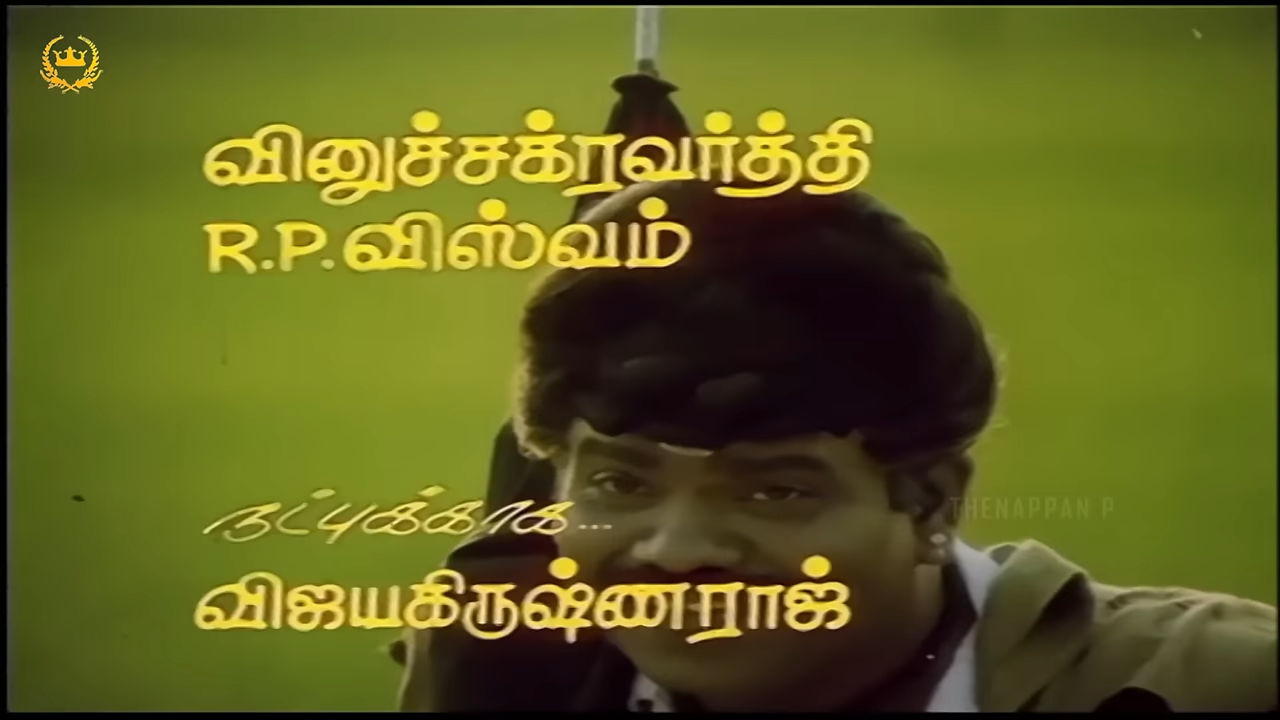 வினுச்சக்ரவர்த்தி
R.P.விஸ்வம்
நட்புக்காக...
விஜயகிருஷ்ணராஜ்
THENAPPAN P